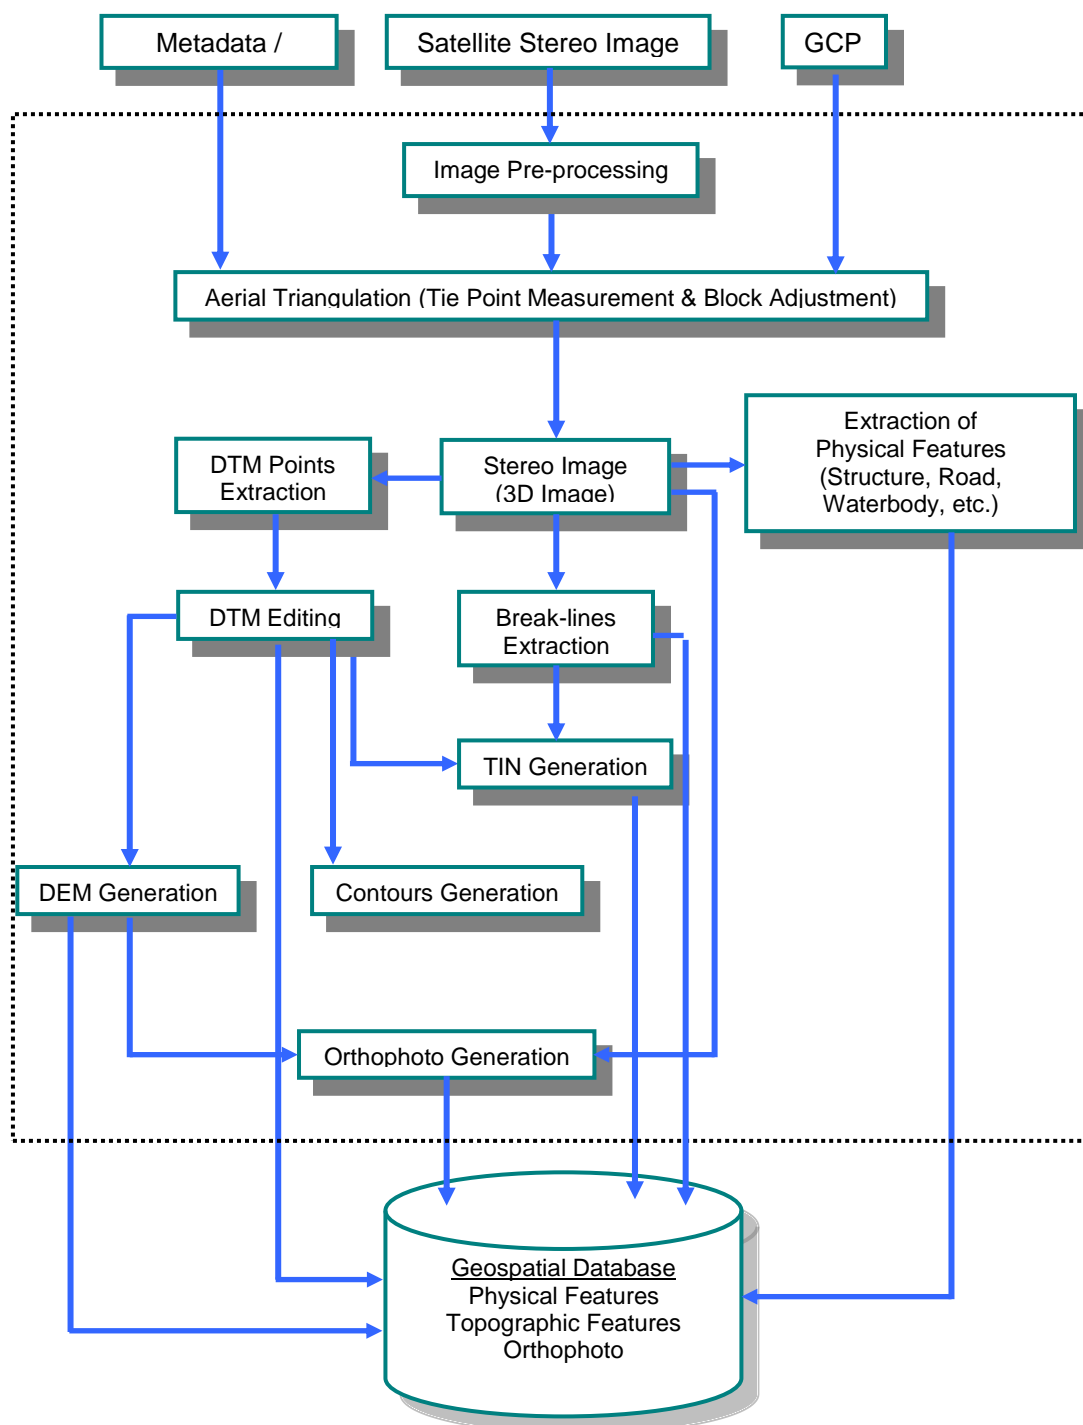 Metadata /
Satellite Stereo Image
GCP
Image Pre-processing
Aerial Triangulation (Tie Point Measurement & Block Adjustment)
Extraction of
Physical Features
(Structure, Road,
Waterbody, etc.)
DTM Points
Extraction
Stereo Image
(3D Image)
DTM Editing
Break-lines
Extraction
TIN Generation
DEM Generation
Contours Generation
Orthophoto Generation
Geospatial Database
Physical Features
Topographic Features
Orthophoto